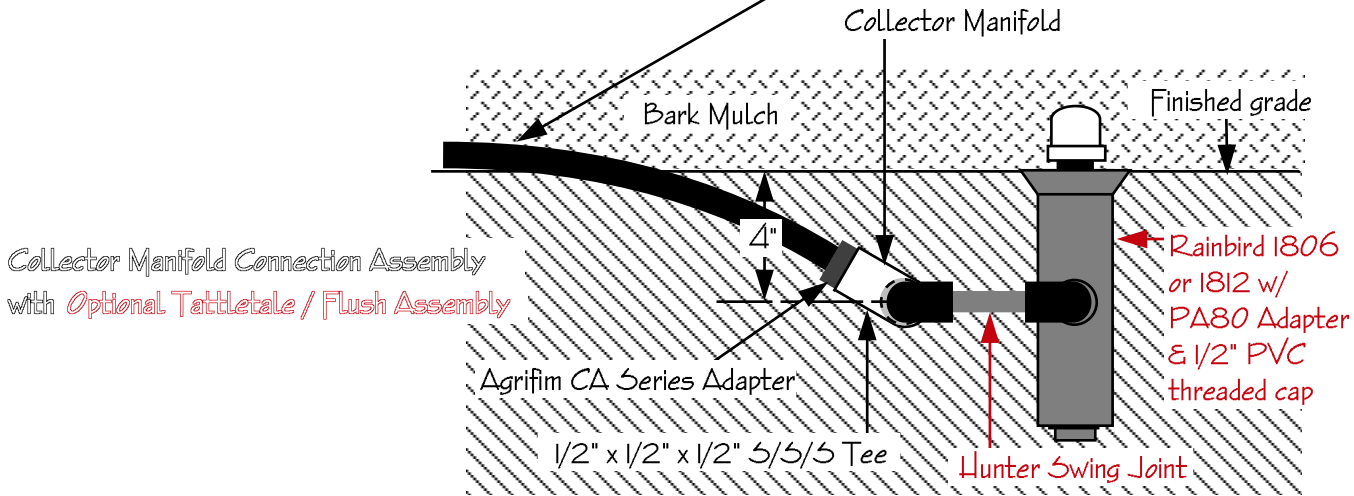 Collector Manifold
Bark Mulch
Finished grade
4"
Collector Manifold Connection Assembly
with Optional Tattletale / Flush Assembly
Rainbird 1806
or 1812 w/
PA80 Adapter
& 1/2" PVC
threaded cap
Agrifim CA Series Adapter
1/2" x 1/2" x 1/2" S/S/S Tee
Hunter Swing Joint